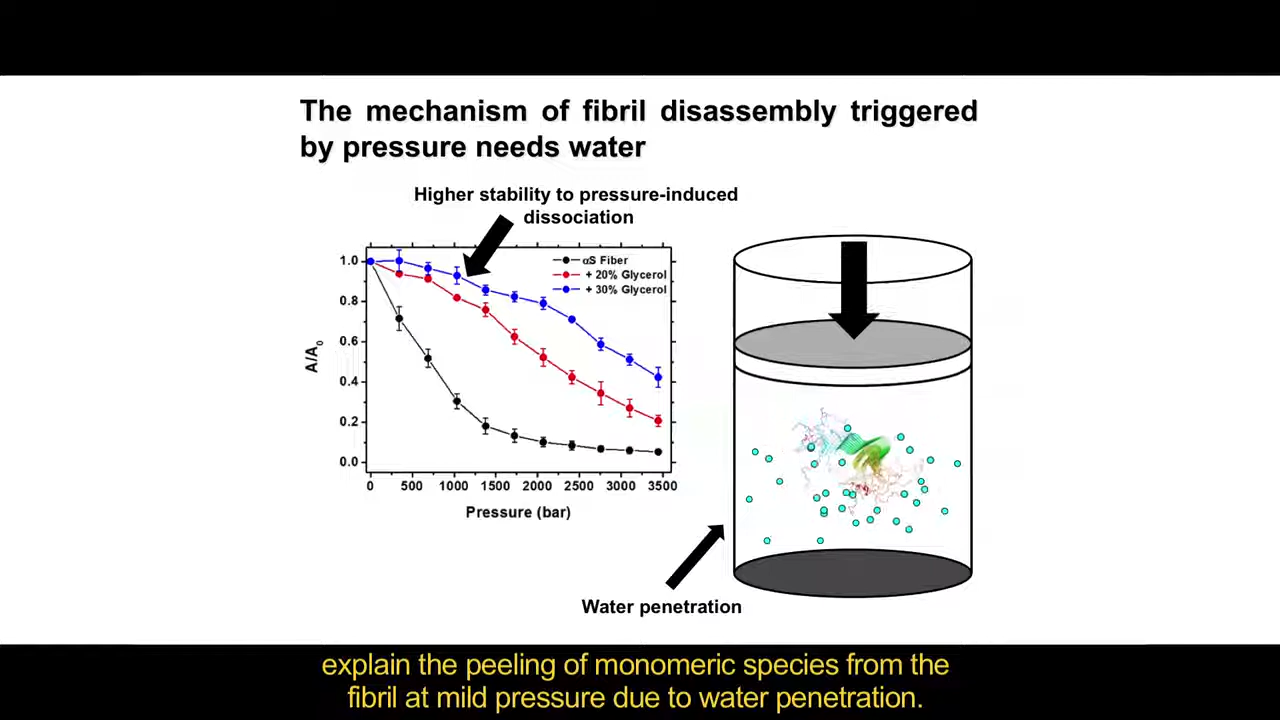 The mechanism of fibril disassembly triggered
by pressure needs water
Higher stability to pressure-induced
dissociation
αS Fiber
+ 20% Glycerol
+ 30% Glycerol
1.0
0.8
0.6
0.4
0.2
0.0
A/A0
0 500 1000 1500 2000 2500 3000 3500
Pressure (bar)
Water penetration
explain the peeling of monomeric species from the
fibril at mild pressure due to water penetration.